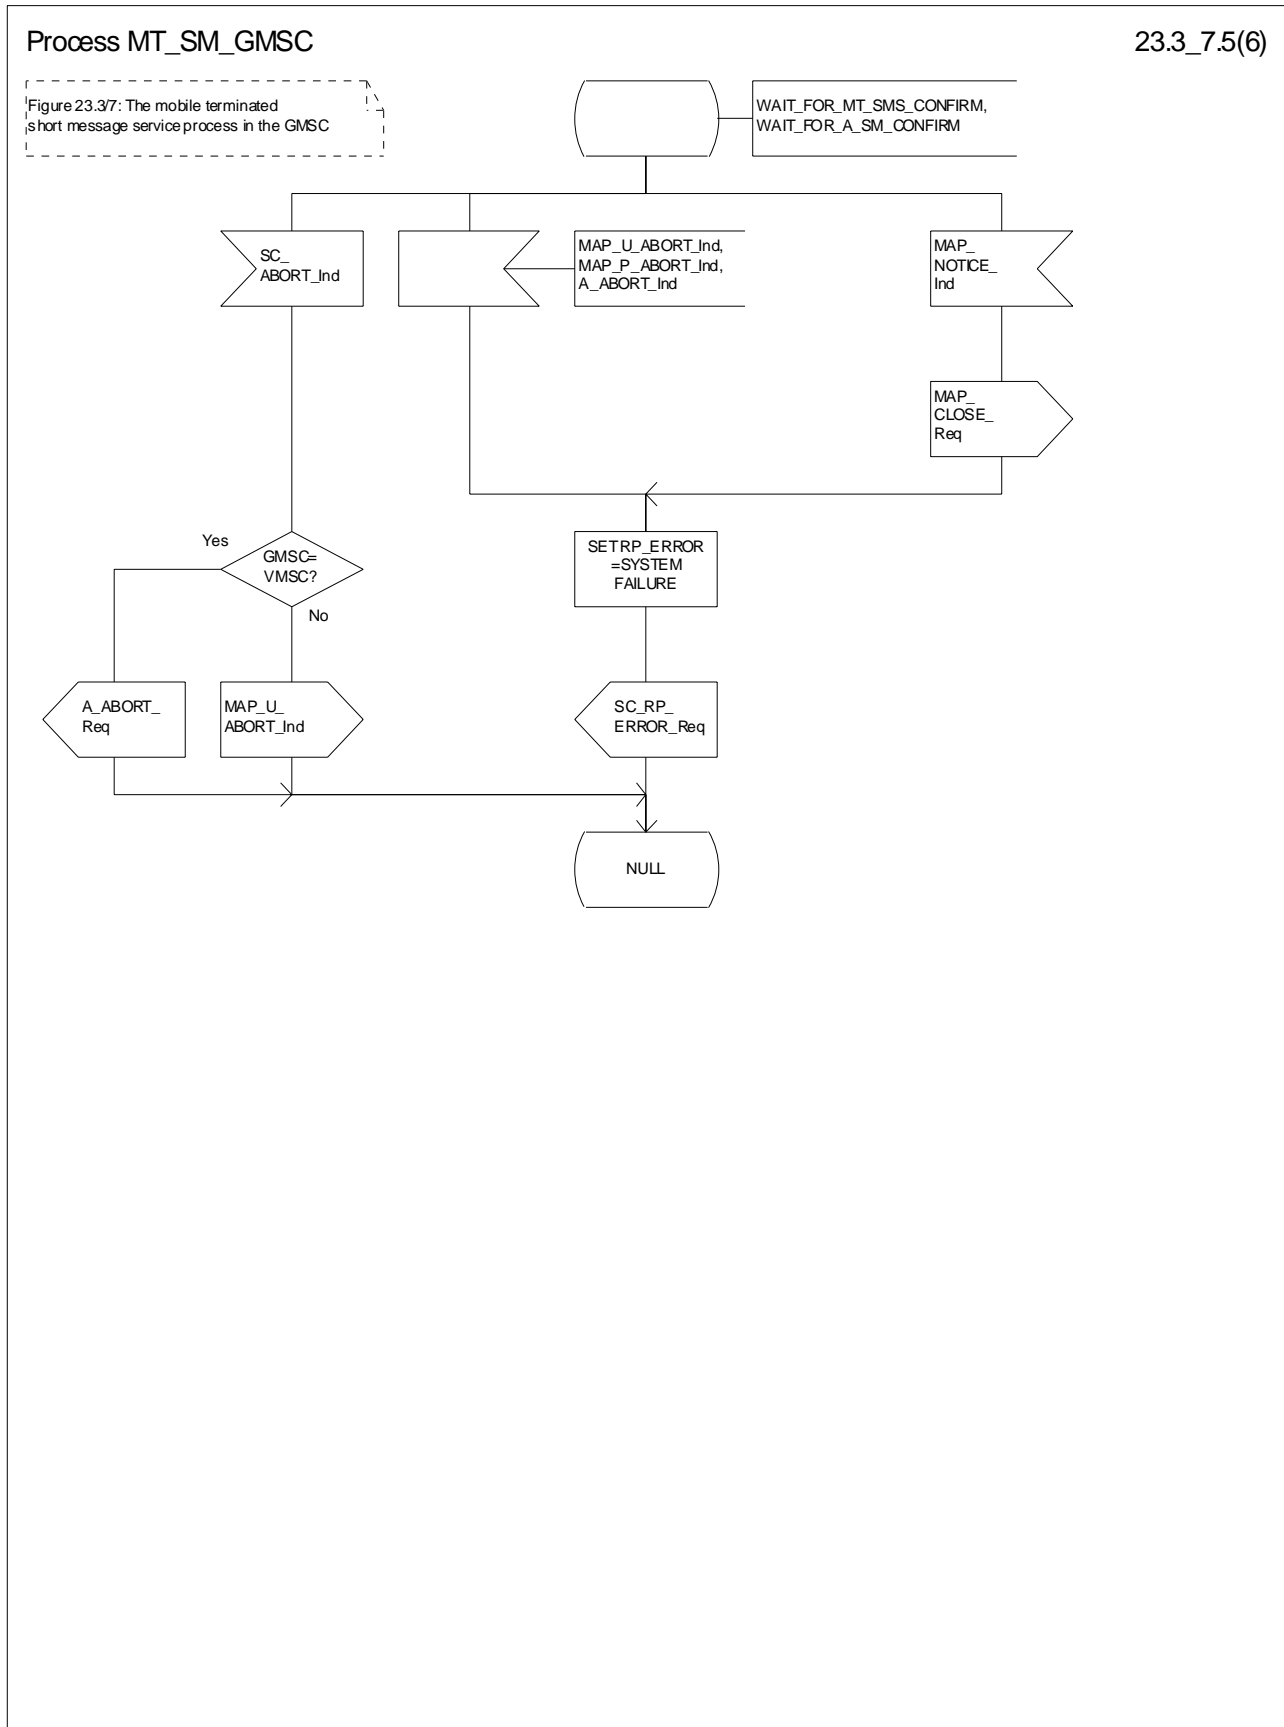 Process MT_SM_GMSC
23.3_7.5(6)
Figure 23.3/7: The mobile terminated
short message service process in the GMSC
WAIT_FOR_MT_SMS_CONFIRM,
WAIT_FOR_A_SM_CONFIRM
SC_
ABORT_Ind
MAP_U_ABORT_Ind,
MAP_P_ABORT_Ind,
A_ABORT_Ind
MAP_
NOTICE_
Ind
MAP_
CLOSE_
Req
Yes
GMSC=
VMSC?
No
SET RP_ERROR
=SYSTEM
FAILURE
A_ABORT_
Req
MAP_U_
ABORT_Ind
SC_RP_
ERROR_Req
NULL